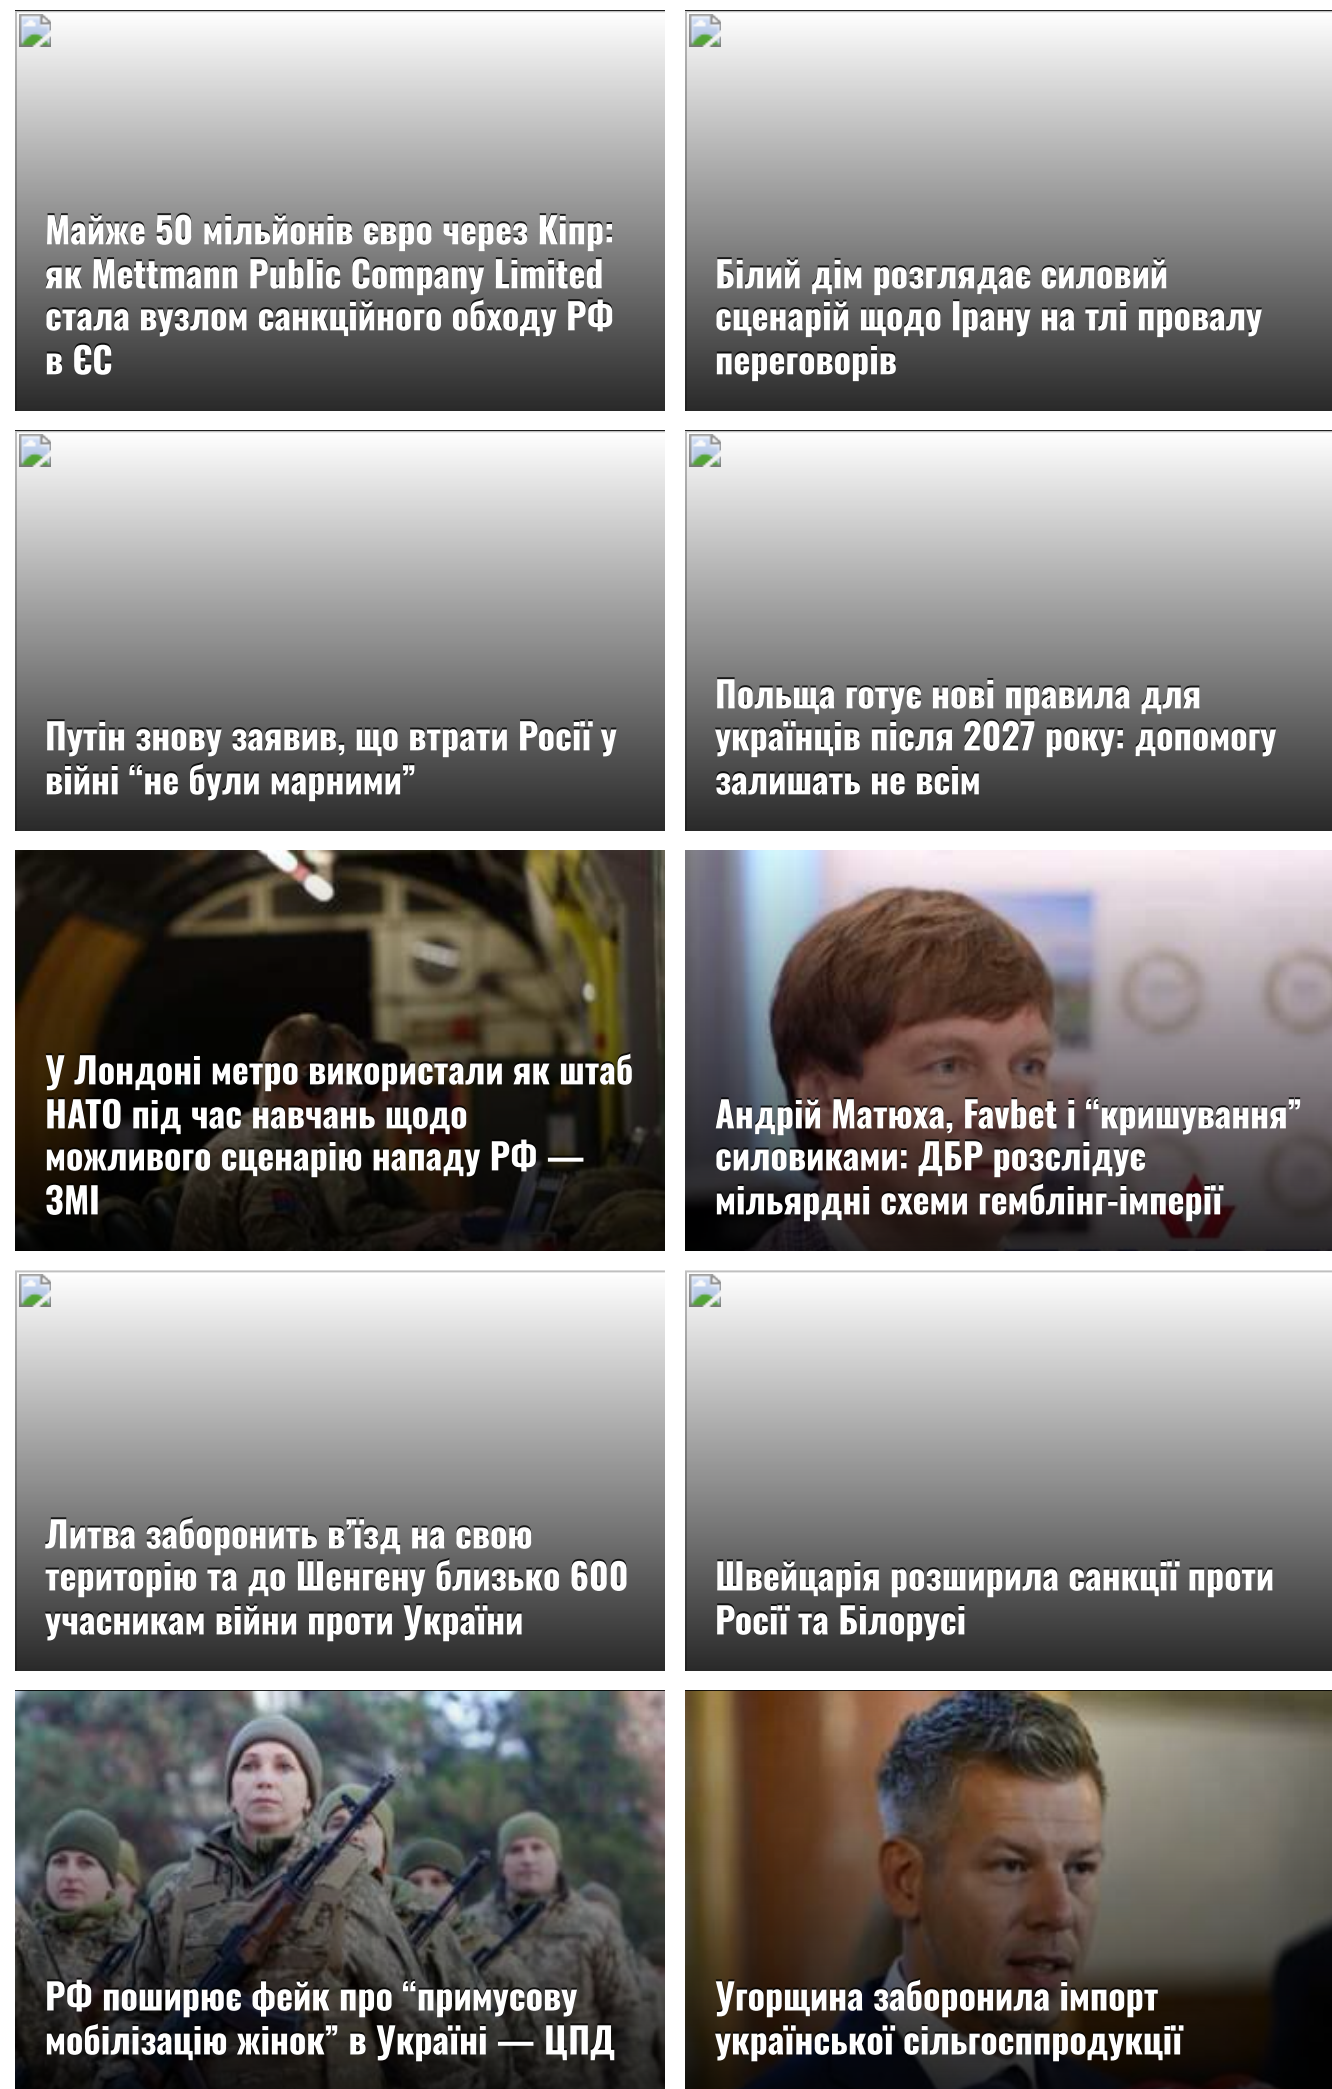 Майже 50 мільйонів євро через Кіпр:
як Mettmann Public Company Limited
стала вузлом санкційного обходу РФ
в ЄС
Білий дім розглядає силовий
сценарій щодо Ірану на тлі провалу
переговорів
Путін знову заявив, що втрати Росії у
війні “не були марними”
Польща готує нові правила для
українців після 2027 року: допомогу
залишать не всім
У Лондоні метро використали як штаб
НАТО під час навчань щодо
можливого сценарію нападу РФ —
ЗМІ
Андрій Матюха, Favbet і “кришування”
силовиками: ДБР розслідує
мільярдні схеми гемблінг-імперії
Литва заборонить в’їзд на свою
територію та до Шенгену близько 600
учасникам війни проти України
Швейцарія розширила санкції проти
Росії та Білорусі
РФ поширює фейк про “примусову
мобілізацію жінок” в Україні — ЦПД
Угорщина заборонила імпорт
української сільгосппродукції